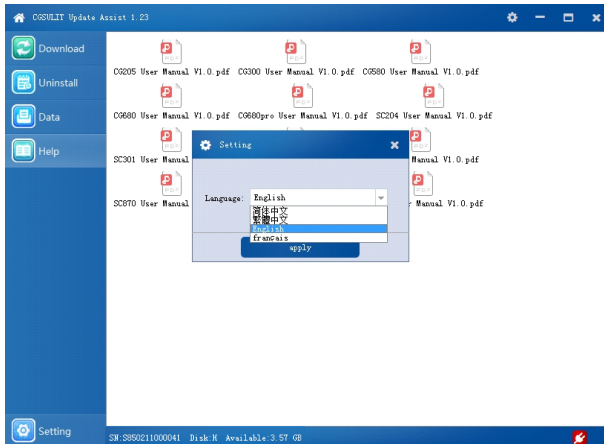 CGSULIT Update Assist 1.23
Download
Uninstall
Data
Help
Setting
CG205 User Manual V1.0.pdf CG300 User Manual V1.0.pdf CG580 User Manual V1.0.pdf
CG680 User Manual V1.0.pdf CG680pro User Manual V1.0.pdf SC204 User Manual V1.0.pdf
SC301 User Manual Manual V1.0.pdf
SC870 User Manual Manual V1.0.pdf
Setting
Language: English
简体中文
繁體中文
English
français
apply
SN:S850211000041 Disk:H Available:3.57 GB